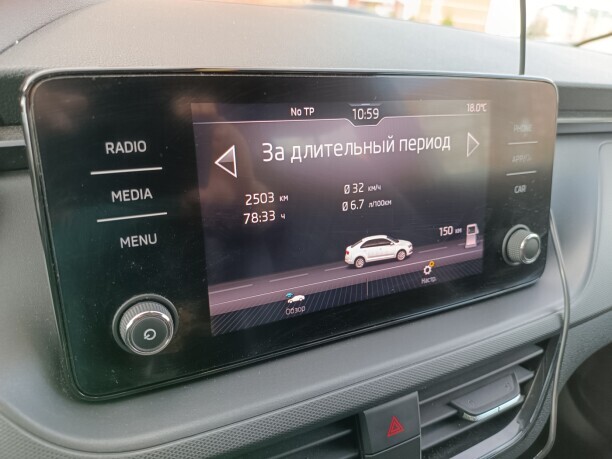 No TP 10:59 18.0°C
За длительный период
2503 км Ø 32 км/ч
78:33 ч Ø 6.7 л/100км
150 км
Обзор
RADIO
MEDIA
MENU
PHONE
CAR